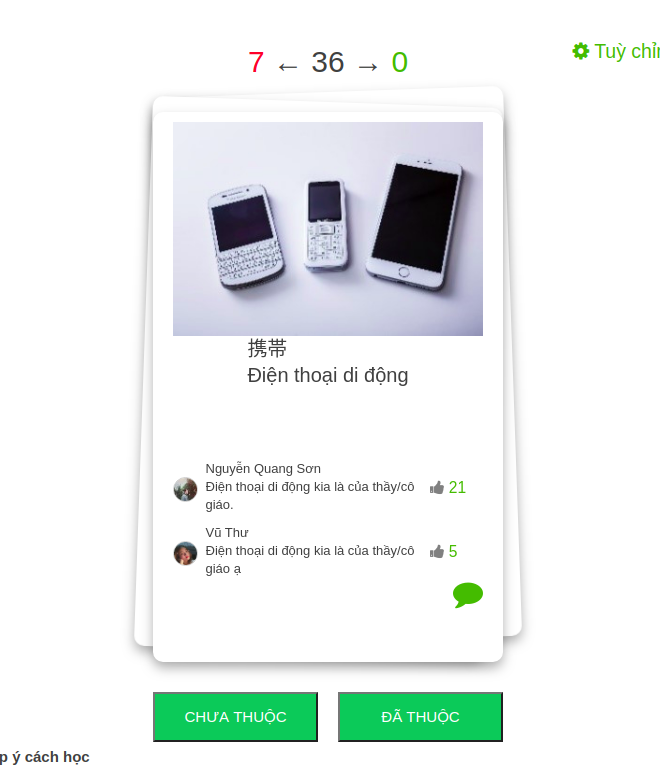 7 ← 36 → 0
Tuỳ chỉn
携帯
Điện thoại di động
Nguyễn Quang Sơn
Điện thoại di động kia là của thầy/cô
giáo.
21
Vũ Thư
Điện thoại di động kia là của thầy/cô
giáo ạ
5
CHƯA THUỘC
ĐÃ THUỘC
p ý cách học